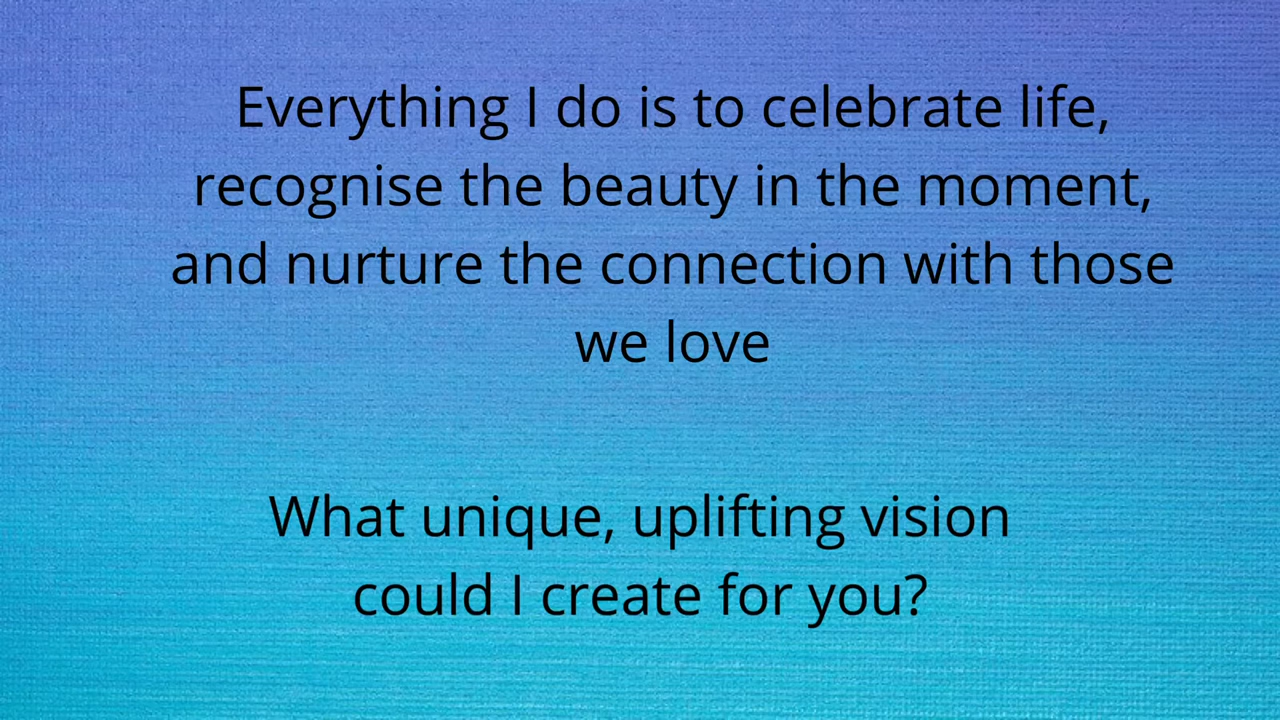 Everything I do is to celebrate life,
recognise the beauty in the moment,
and nurture the connection with those
we love
What unique, uplifting vision
could I create for you?